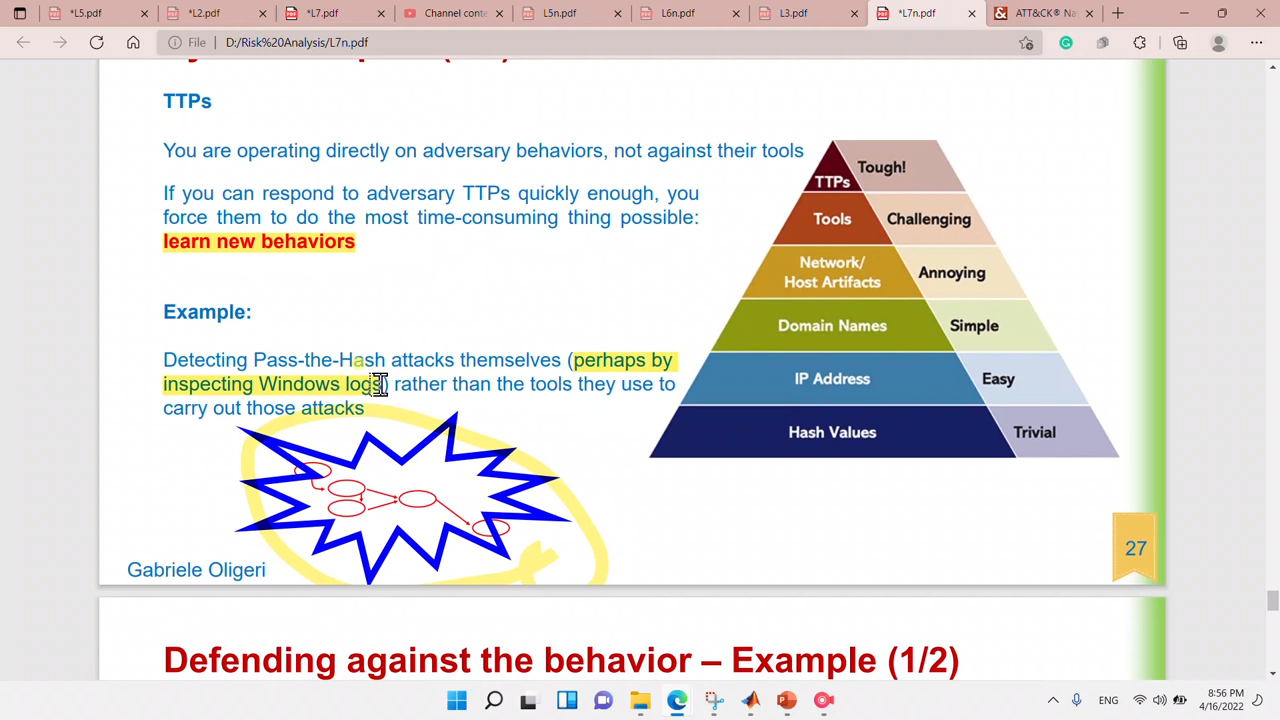 *L5.pdf
*L2.pdf
*L7.pdf
Channel conte
L5n.pdf
L6n.pdf
L3.pdf
*L7n.pdf
ATT&CK® Na
File
D:/Risk%20Analysis/L7n.pdf
TTPs
You are operating directly on adversary behaviors, not against their tools
If you can respond to adversary TTPs quickly enough, you
force them to do the most time-consuming thing possible:
learn new behaviors
Example:
Detecting Pass-the-Hash attacks themselves (perhaps by
inspecting Windows logs) rather than the tools they use to
carry out those attacks
TTPs
Tough!
Tools
Challenging
Network/
Host Artifacts
Annoying
Domain Names
Simple
IP Address
Easy
Hash Values
Trivial
Gabriele Oligeri
27
Defending against the behavior – Example (1/2)
ENG
8:56 PM
4/16/2022